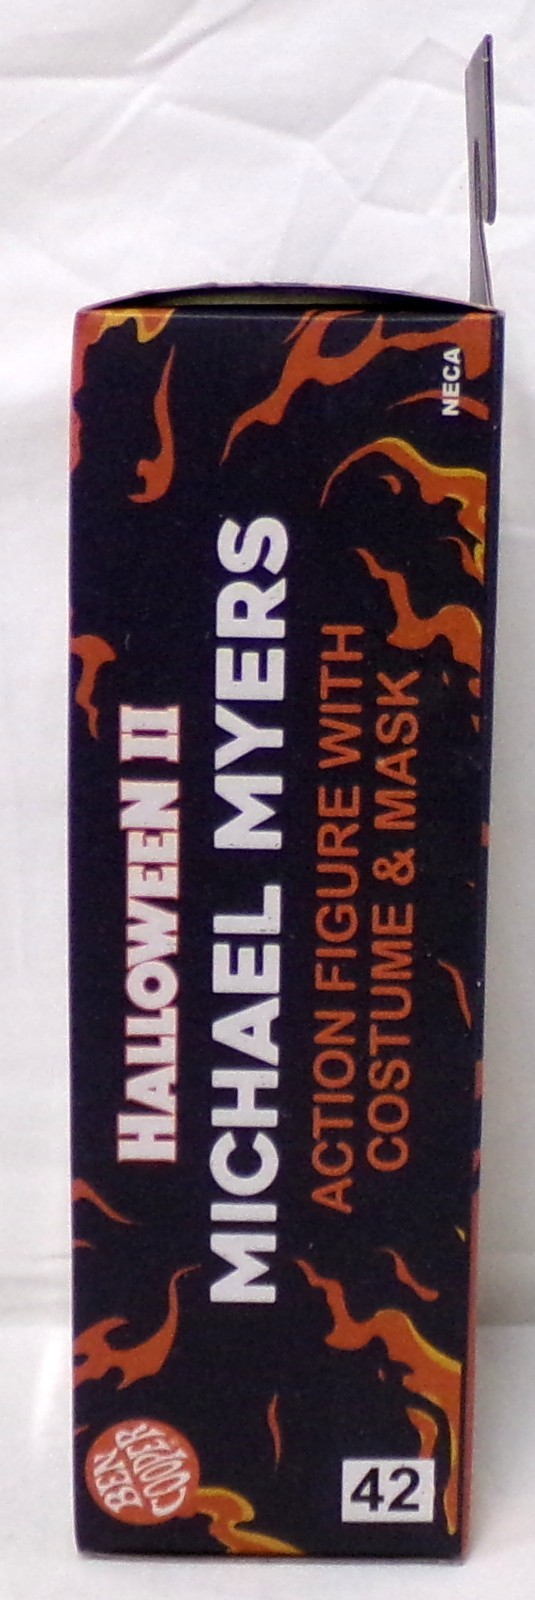 HALLOWEEN II
MICHAEL MYERS
ACTION FIGURE WITH
COSTUME & MASK
NECA
BEN
COOPER
42